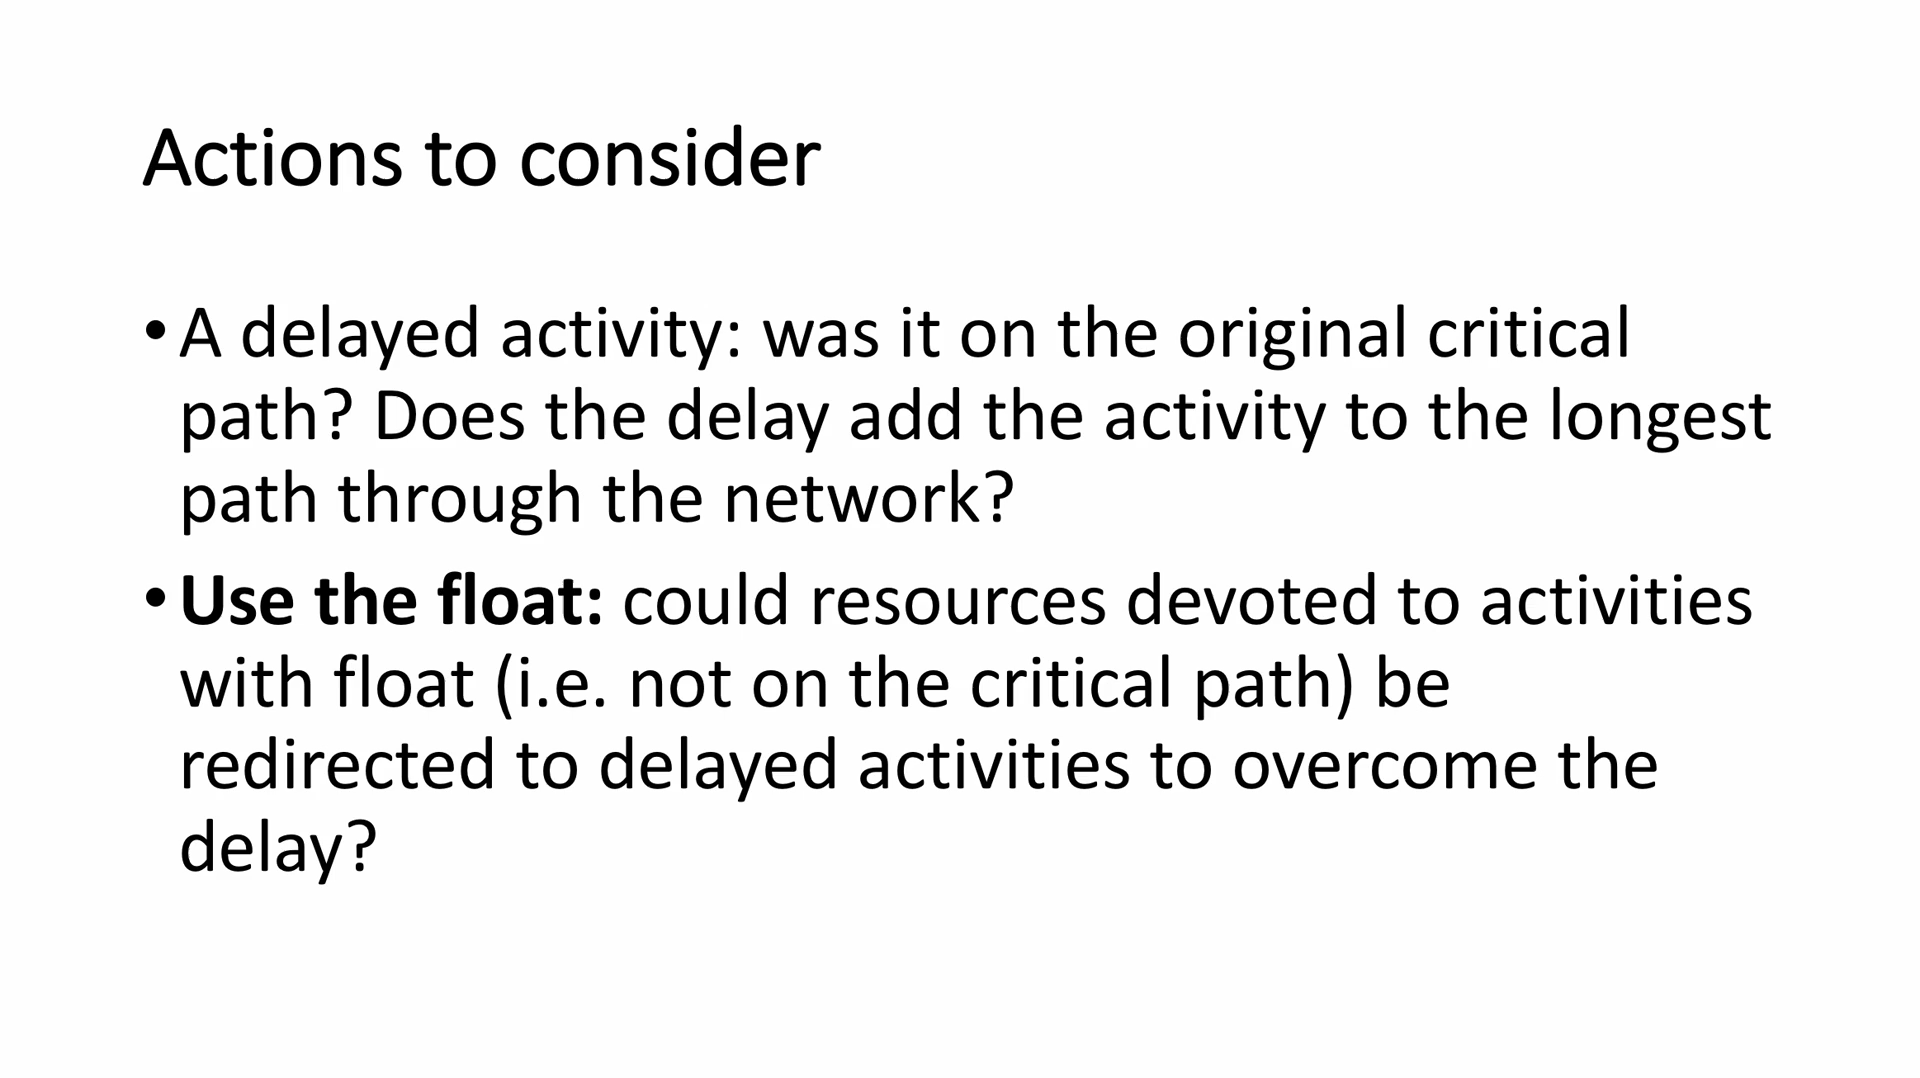 Actions to consider
• A delayed activity: was it on the original critical
path? Does the delay add the activity to the longest
path through the network?
• Use the float: could resources devoted to activities
with float (i.e. not on the critical path) be
redirected to delayed activities to overcome the
delay?